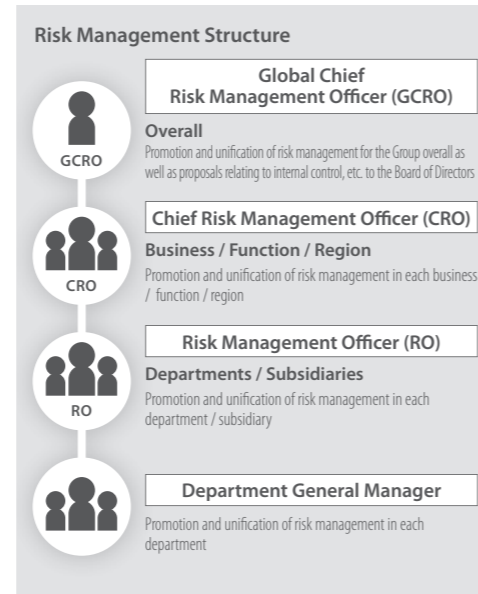 Risk Management Structure
Global Chief
Risk Management Officer (GCRO)
GCRO
Overall
Promotion and unification of risk management for the Group overall as
well as proposals relating to internal control, etc. to the Board of Directors
Chief Risk Management Officer (CRO)
CRO
Business / Function / Region
Promotion and unification of risk management in each business
/ function / region
Risk Management Officer (RO)
RO
Departments / Subsidiaries
Promotion and unification of risk management in each
department / subsidiary
Department General Manager
Promotion and unification of risk management in each
department